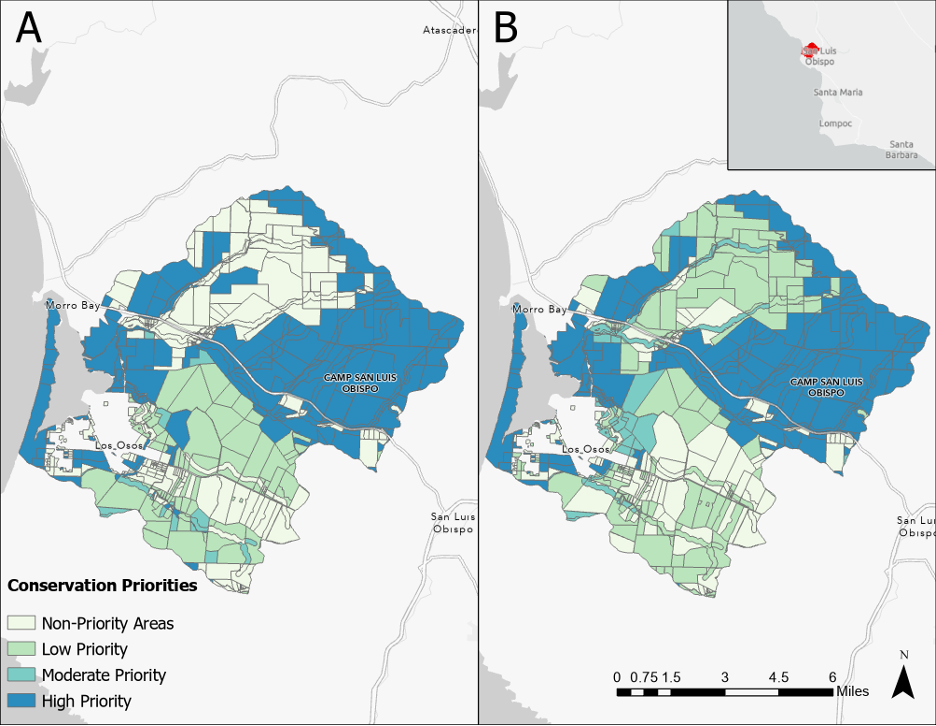 A
Atascader
Morro Bay
CAMP SAN LUIS
OBISPO
Los Osos
San Luis
Obispo
Conservation Priorities
Non-Priority Areas
Low Priority
Moderate Priority
High Priority
B
San Luis
Obispo
Santa Maria
Lompoc
Santa
Barbara
Morro Bay
CAMP SAN LUIS
OBISPO
Los Osos
San Lui
Obispo
N
0 0.75 1.5 3 4.5 6 Miles